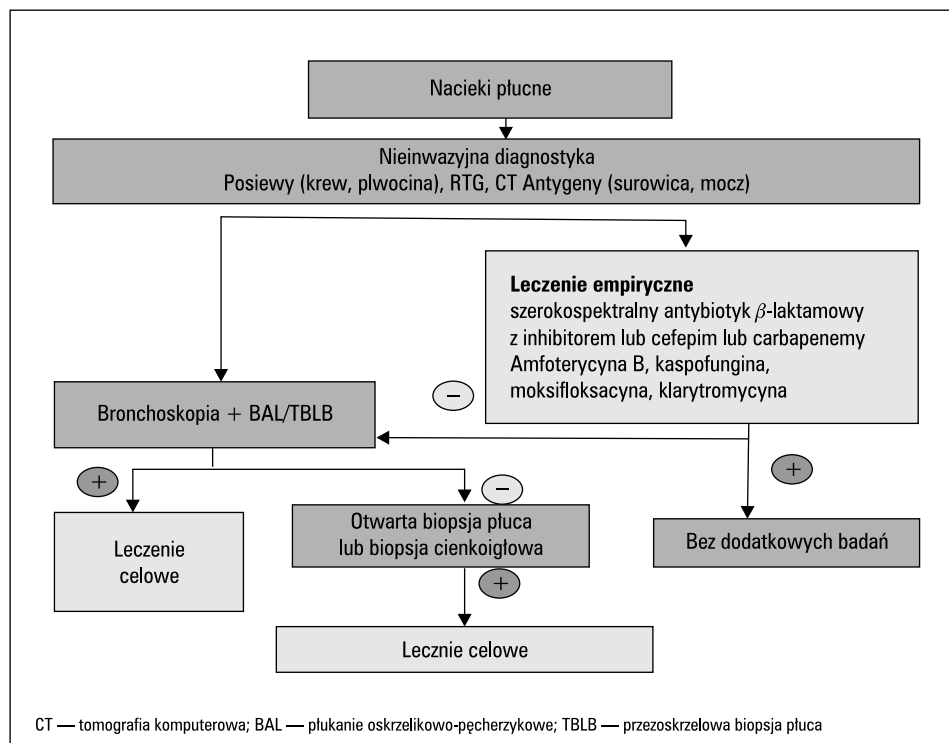 Nacieki płucne
Nieinwazyjna diagnostyka
Posiewy (krew, plwocina), RTG, CT Antygeny (surowica, mocz)
Leczenie empiryczne
szerokospektralny antybiotyk β-laktamowy
z inhibitorem lub cefepim lub carbapenemy
Amfoterycyna B, kaspofungina,
moksifloksacyna, klarytromycyna
−
Bronchoskopia + BAL/TBLB
+
−
+
Leczenie
celowe
Otwarta biopsja płuca
lub biopsja cienkoigłowa
Bez dodatkowych badań
+
Lecznie celowe
CT — tomografia komputerowa; BAL — płukanie oskrzelikowo-pęcherzykowe; TBLB — przezoskrzelowa biopsja płuca